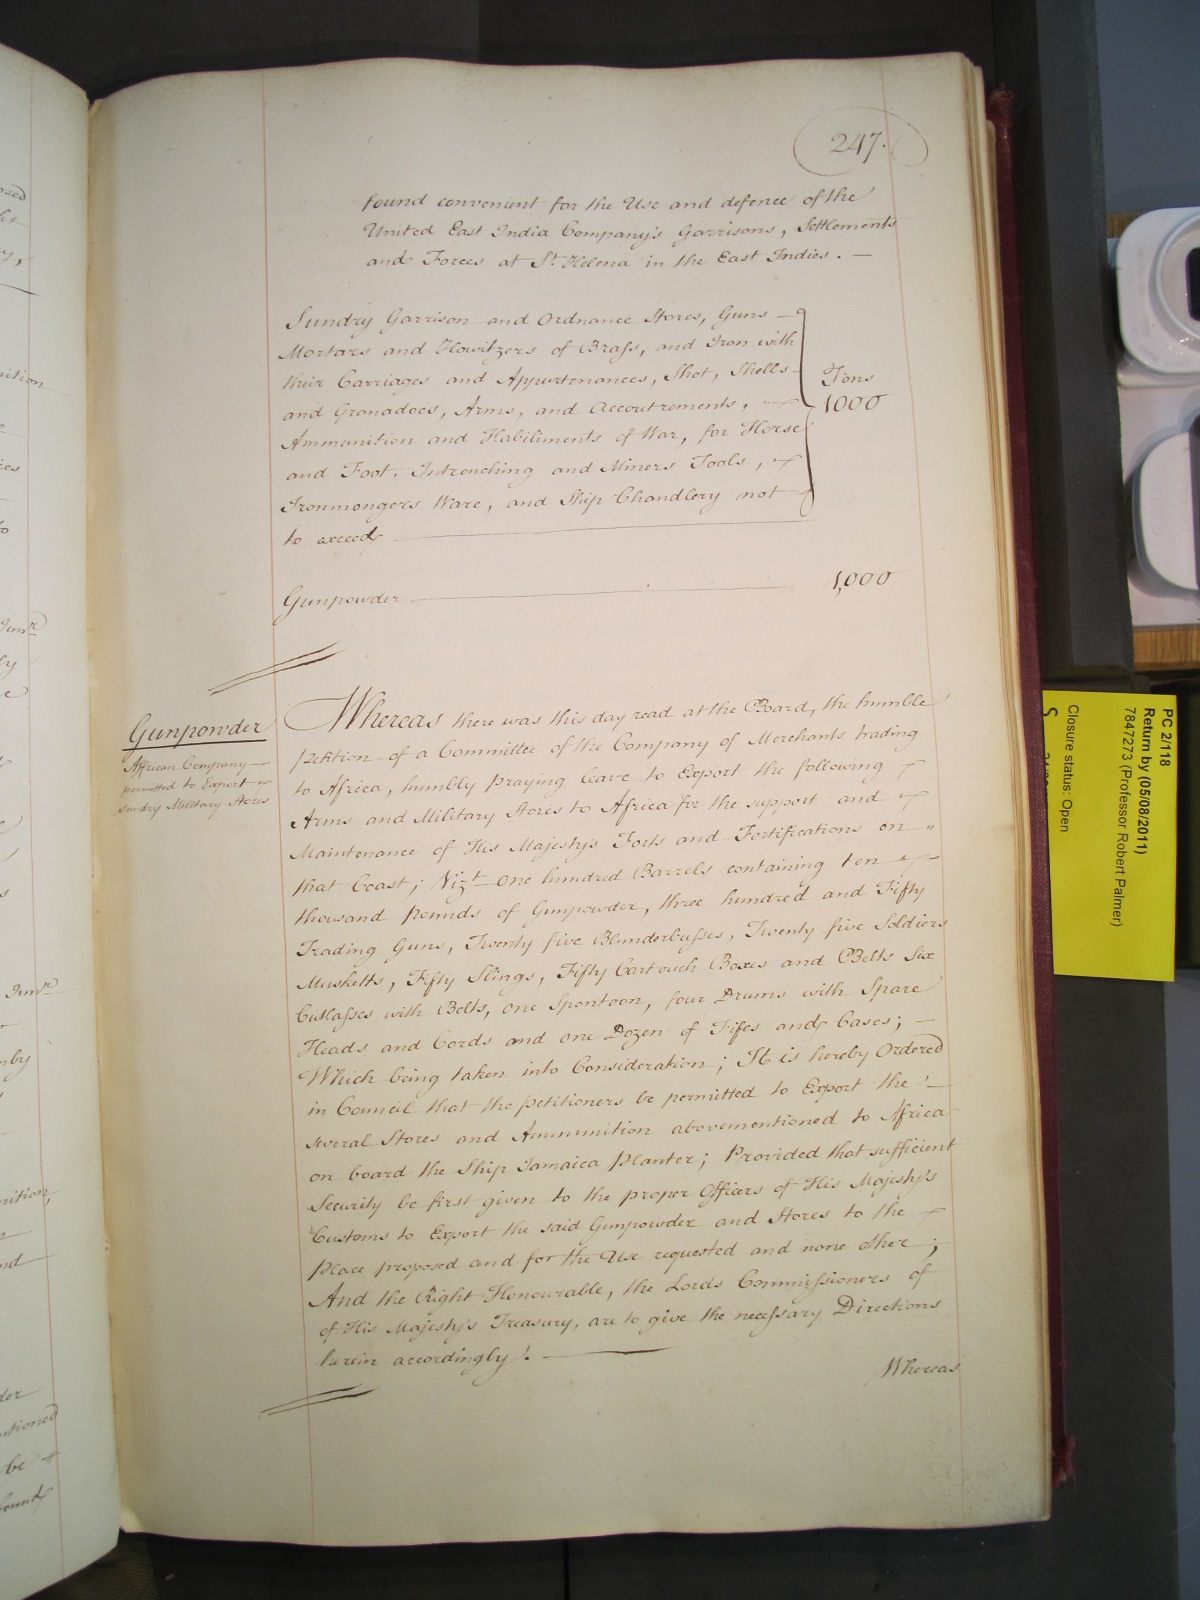 247.
found convenient for the Use and defence of the
United East India Company's Garrisons, Settlements
and Forces at St. Helena in the East Indies. —
Sundry Garrison and Ordnance Stores, Guns —
Mortars and Howitzers of Brass, and Iron with
their Carriages and Appurtenances, Shot, Shells —
and Granadoes, Arms, and Accoutrements,
Ammunition and Habiliments of War, for Horse
and Foot, Intrenching and Miners Tools,
Ironmongers Ware, and Ship Chandlery not —
to exceed
Tons
1000
Gunpowder
1,000
Gunpowder
Affrican Company —
permitted to Export
sundry Military Stores
Whereas there was this day read at the Board, the humble
Petition of a Committee of the Company of Merchants trading
to Africa, humbly praying leave to Export the following
Arms and Military Stores to Africa for the support and
Maintenance of His Majesty's Forts and Fortifications on
that Coast; Vizt. One hundred Barrels containing ten
thousand pounds of Gunpowder, three hundred and Fifty
Trading Guns, Twenty five Blunderbusses, Twenty five Soldiers
Musketts, Fifty Slings, Fifty Cartouch Boxes and Belts Six
Cutlasses with Belts, one Spontoon, four Drums with Spare
Heads and Cords and one Dozen of Fifes and Cases; —
Which being taken into Consideration; It is hereby Ordered
in Council that the Petitioners be permitted to Export the
several Stores and Ammunition abovementioned to Africa
on board the Ship Jamaica Planter; Provided that sufficient
Security be first given to the proper Officers of His Majesty's
Customs to Export the said Gunpowder and Stores to the
Place proposed and for the Use requested and none other;
And the Right Honourable, the Lords Commissioners of
of His Majesty's Treasury, are to give the necessary Directions
herein accordingly. —
Whereas
PC 2/118
Return by (05/08/2011)
7847273 (Professor Robert Palmer)
Closure status: Open